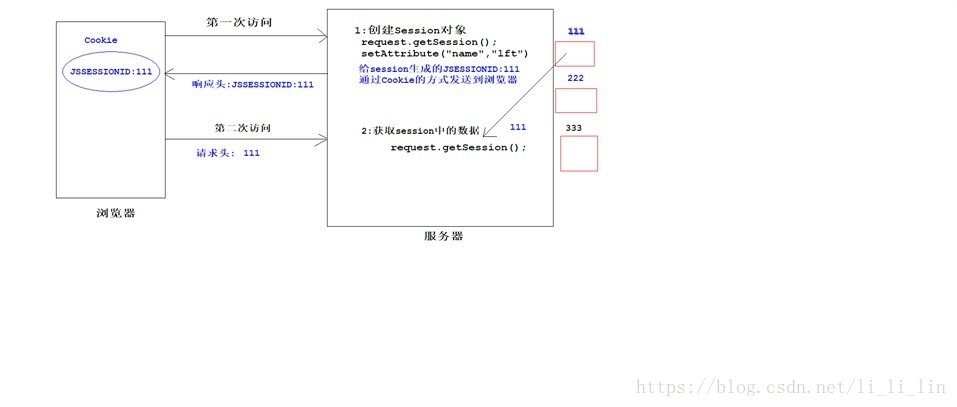 第一次访问
Cookie
JSSESSIONID:111
响应头:JSSESSIONID:111
第二次访问
请求头: 111
浏览器
1:创建Session对象
request.getSession();
setAttribute("name","lft")
给session生成的JSESSIONID:111
通过Cookie的方式发送到浏览器
2:获取session中的数据
111
request.getSession();
服务器
111
222
333
https://blog.csdn.net/li_li_lin